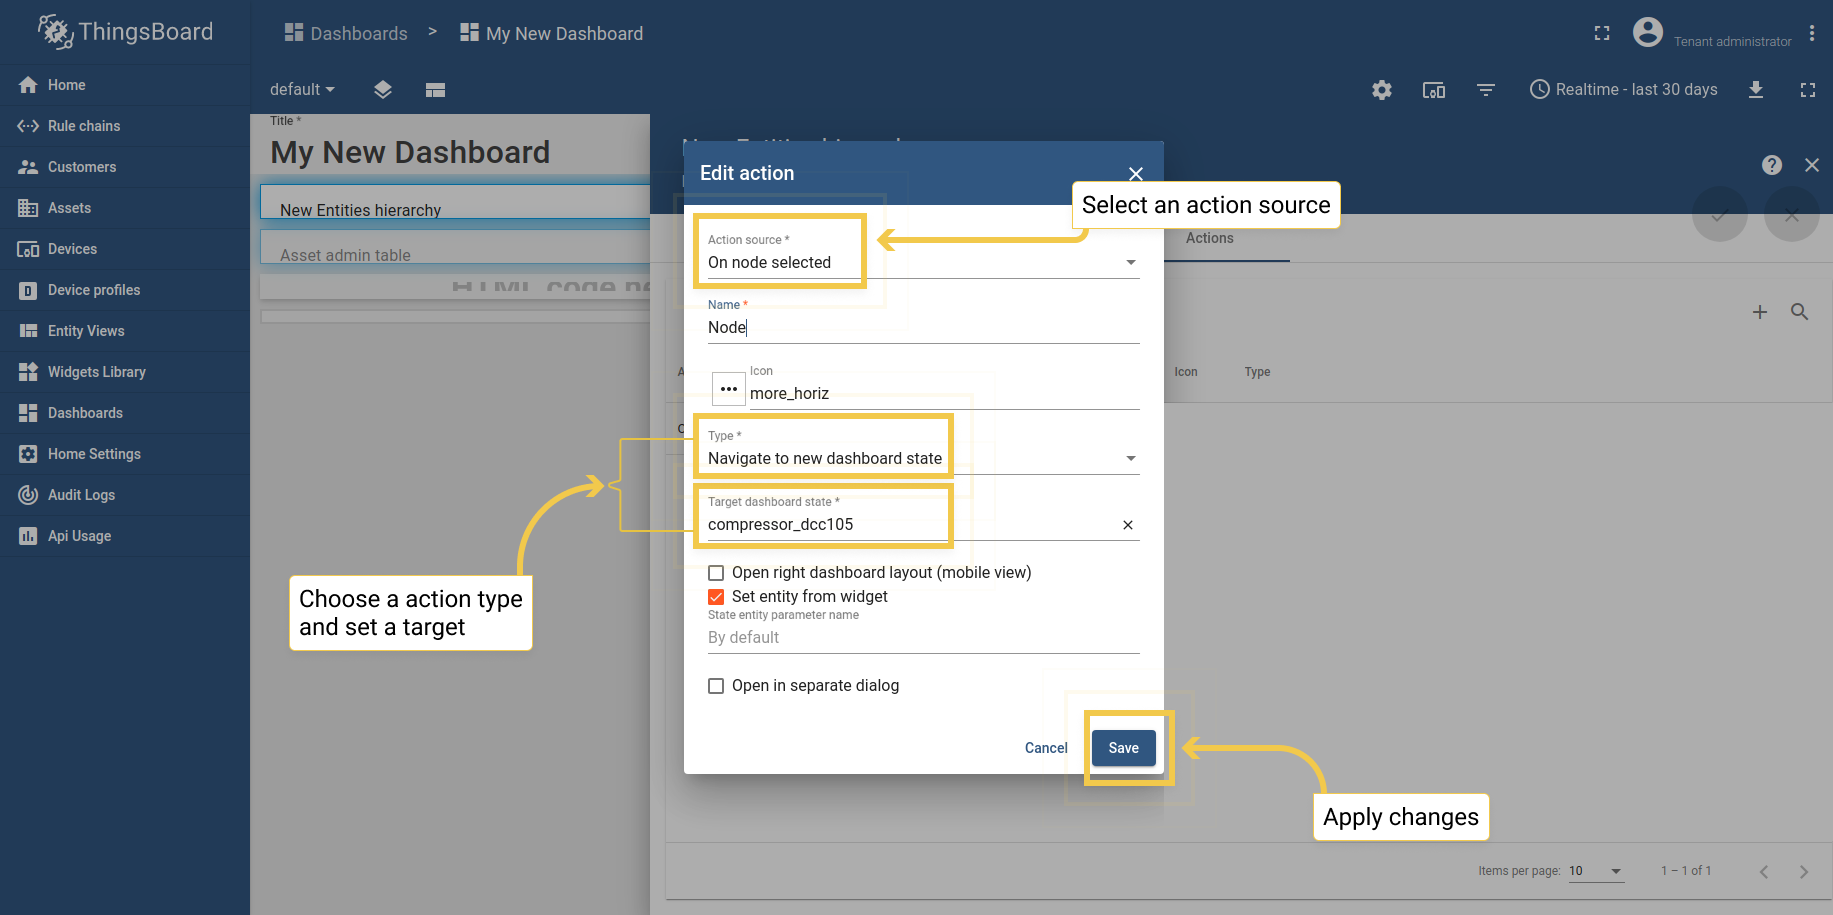 ThingsBoard
Dashboards > My New Dashboard
Tenant administrator
Home
Rule chains
Customers
Assets
Devices
Device profiles
Entity Views
Widgets Library
Dashboards
Home Settings
Audit Logs
Api Usage
default
Realtime - last 30 days
Title *
My New Dashboard
New Entities hierarchy
Asset admin table
Edit action
Select an action source
Action source *
On node selected
Actions
Name *
Node
Icon
more_horiz
Icon
Type
Type *
Navigate to new dashboard state
Target dashboard state *
compressor_dcc105
Choose a action type
and set a target
Open right dashboard layout (mobile view)
Set entity from widget
State entity parameter name
By default
Open in separate dialog
Cancel
Save
Apply changes
Items per page: 10
1 – 1 of 1